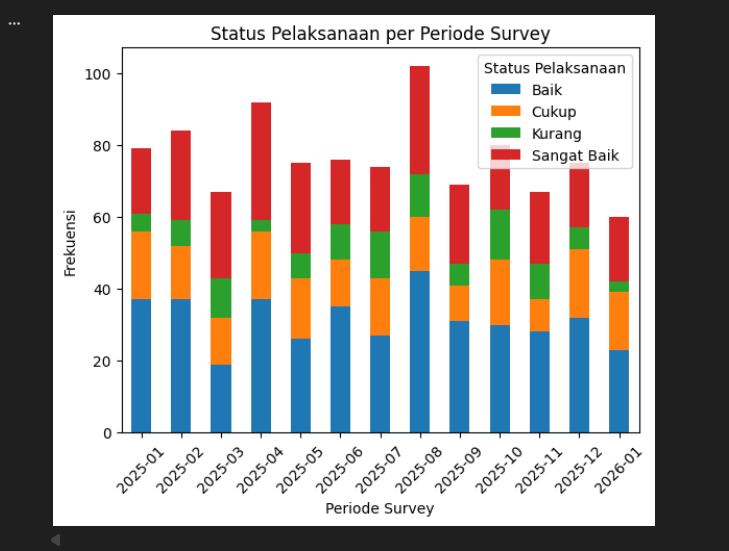 ...
Status Pelaksanaan per Periode Survey
Status Pelaksanaan
Baik
Cukup
Kurang
Sangat Baik
100
80
60
40
20
0
Frekuensi
2025-01
2025-02
2025-03
2025-04
2025-05
2025-06
2025-07
2025-08
2025-09
2025-10
2025-11
2025-12
2026-01
Periode Survey